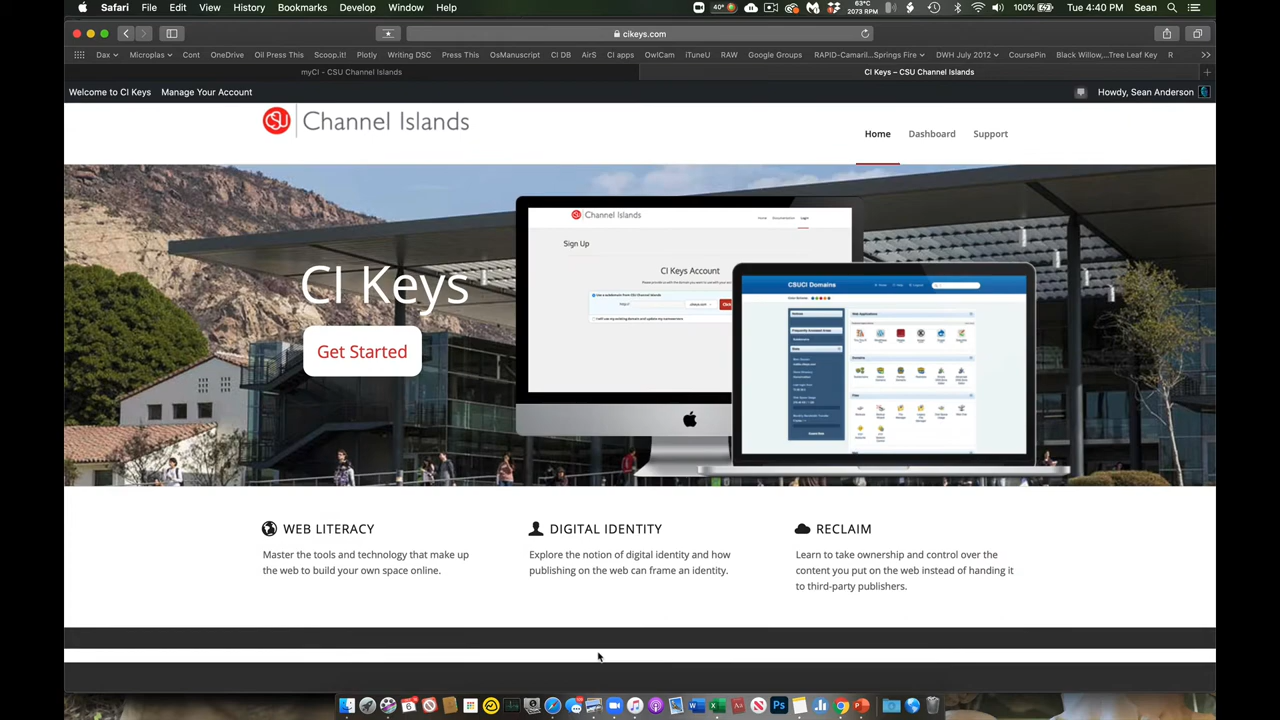 Safari File Edit View History Bookmarks Develop Window Help 40° 63°C 2073 RPM 100% Tue 4:40 PM Sean
cikeys.com
Dax Microplas Cont OneDrive Oil Press This Scoop.it! Plotly Writing DSC Press This OsManuscript CI DB AirS CI apps OwlCam iTuneU RAW Google Groups RAPID-Camaril...Springs Fire DWH July 2012 CoursePin Black Willow,...Tree Leaf Key R
myCI - CSU Channel Islands
CI Keys – CSU Channel Islands
Welcome to CI Keys Manage Your Account Howdy, Sean Anderson
CSU Channel Islands
Home Dashboard Support
Channel Islands
Sign Up
CI Keys Account
CSUCI Domains
CI Keys
Get Started
WEB LITERACY
Master the tools and technology that make up
the web to build your own space online.
DIGITAL IDENTITY
Explore the notion of digital identity and how
publishing on the web can frame an identity.
RECLAIM
Learn to take ownership and control over the
content you put on the web instead of handing it
to third-party publishers.